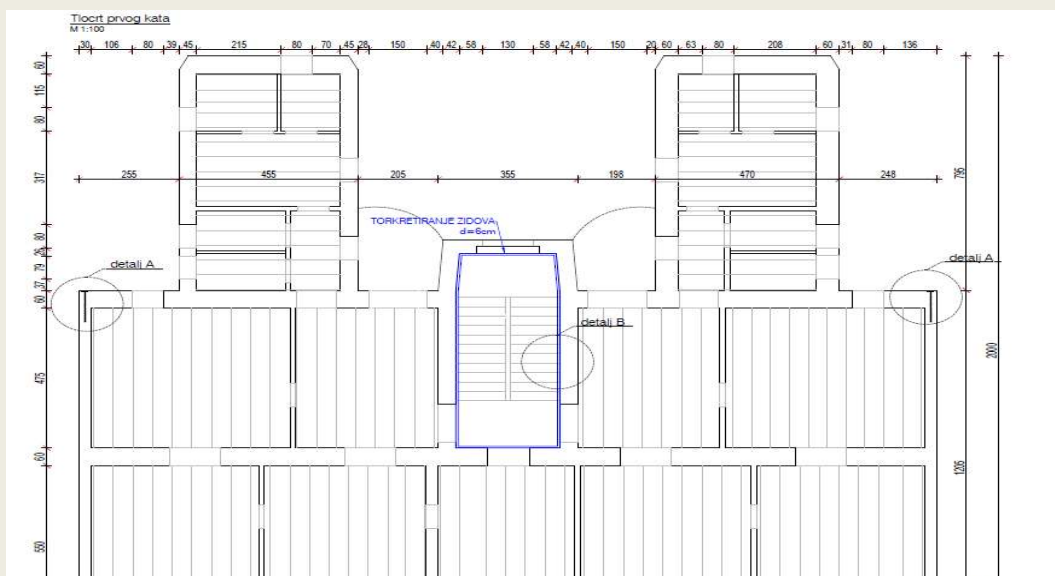 Tlocrt prvog kata
M 1:100
30 106 80 39 45 215 80 70 45 28 150 40 42 58 130 58 42 40 150 20 60 63 80 208 60 31 80 136
60
115
80
317
80
79
37
60
475
60
550
255 455 205 355 198 470 248
795
2000
1205
TORKRETIRANJE ZIDOVA
d=6cm
detalj A
detalj A
detalj B